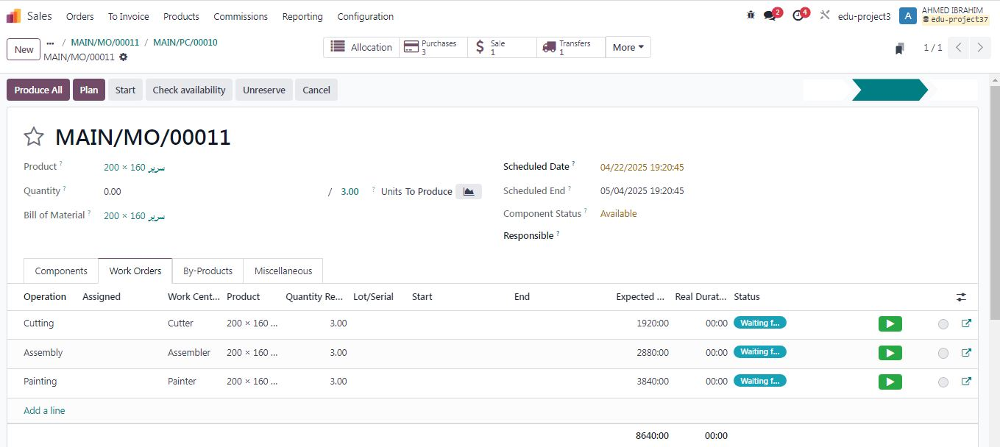 Sales Orders To Invoice Products Commissions Reporting Configuration 2 4 edu-project3 A AHMED IBRAHIM
edu-project37
New ... / MAIN/MO/00011 / MAIN/PC/00010
MAIN/MO/00011
Allocation Purchases 3 Sale 1 Transfers 1 More
1 / 1
Produce All Plan Start Check availability Unreserve Cancel
MAIN/MO/00011
Product ? سرير 160 × 200
Scheduled Date ? 04/22/2025 19:20:45
Quantity ? 0.00 / 3.00 ? Units To Produce
Scheduled End ? 05/04/2025 19:20:45
Bill of Material ? سرير 160 × 200
Component Status ? Available
Responsible ?
Components Work Orders By-Products Miscellaneous
Operation Assigned Work Cent... Product Quantity Re... Lot/Serial Start End Expected ... Real Durat... Status
Cutting Cutter 200 × 160 ... 3.00 1920:00 00:00 Waiting f...
Assembly Assembler 200 × 160 ... 3.00 2880:00 00:00 Waiting f...
Painting Painter 200 × 160 ... 3.00 3840:00 00:00 Waiting f...
Add a line
8640:00 00:00